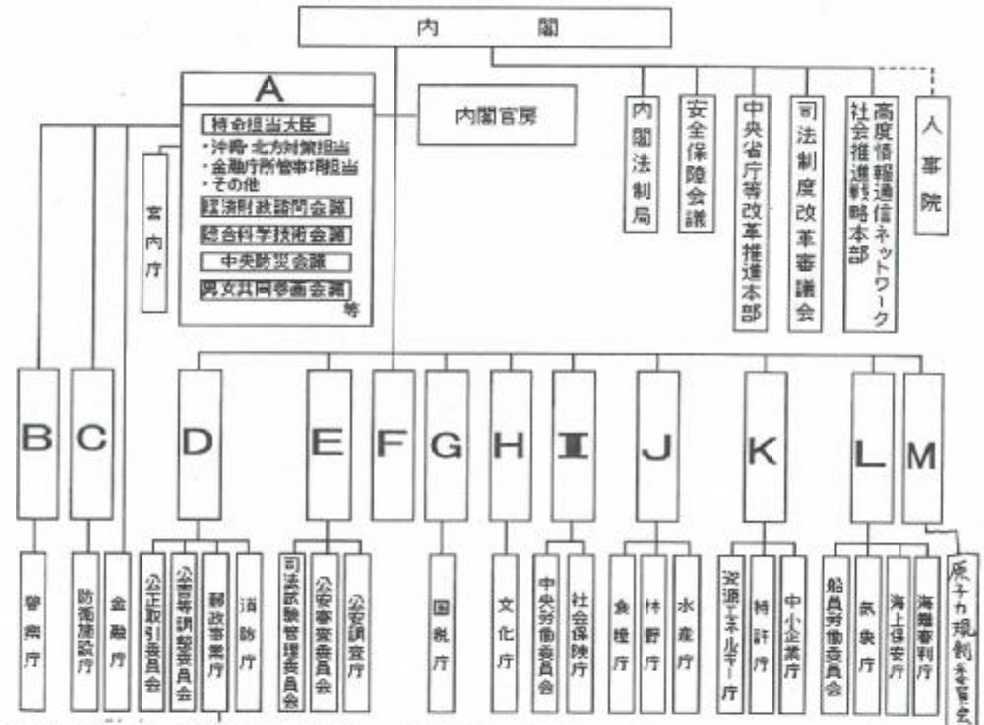 内閣
A
特命担当大臣
・沖縄・北方対策担当
・金融庁所管事項担当
・その他
経済財政諮問会議
総合科学技術会議
中央防災会議
男女共同参画会議
等
宮内庁
内閣官房
内閣法制局
安全保障会議
中央省庁等改革推進本部
司法制度改革審議会
高度情報通信ネットワーク
社会推進戦略本部
人事院
B
C
D
E
F
G
H
I
J
K
L
M
警察庁
防衛施設庁
金融庁
公正取引委員会
公害等調整委員会
郵政事業庁
消防庁
司法試験管理委員会
公安審査委員会
公安調査庁
国税庁
文化庁
中央労働委員会
社会保険庁
食糧庁
林野庁
水産庁
資源エネルギー庁
特許庁
中小企業庁
船員労働委員会
気象庁
海上保安庁
海難審判庁
原子力規制委員会